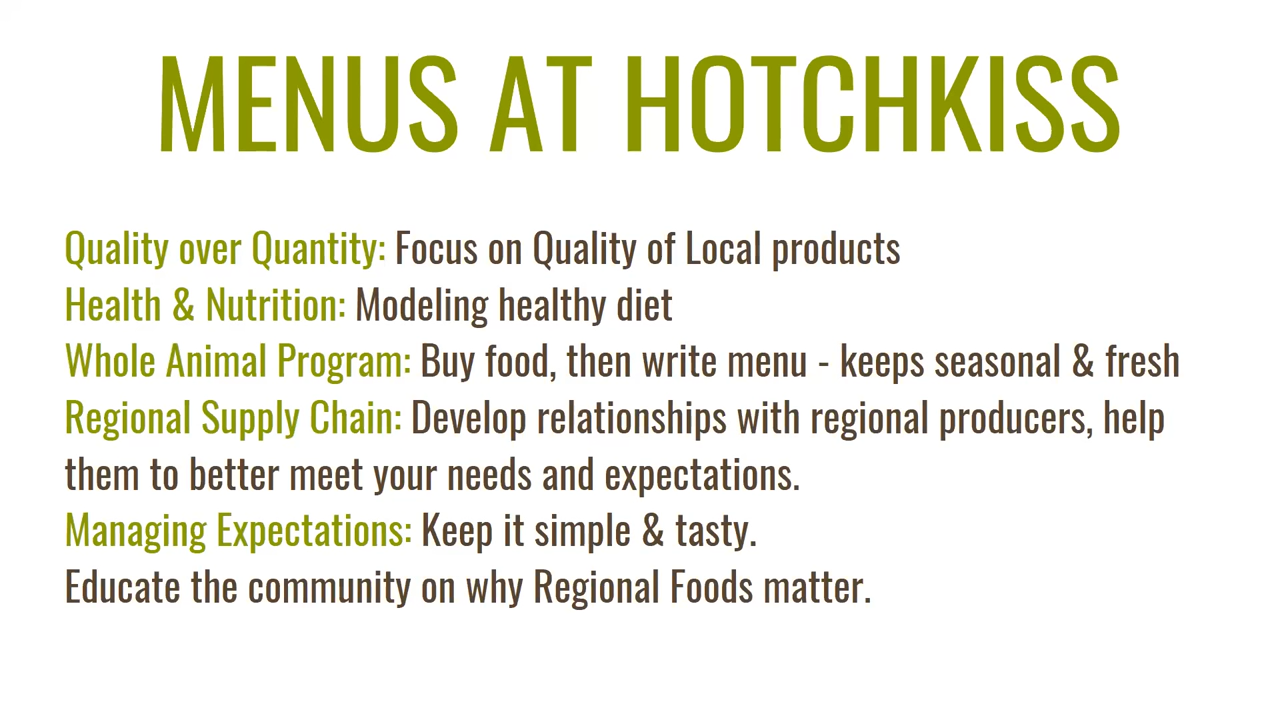 MENUS AT HOTCHKISS
Quality over Quantity: Focus on Quality of Local products
Health & Nutrition: Modeling healthy diet
Whole Animal Program: Buy food, then write menu - keeps seasonal & fresh
Regional Supply Chain: Develop relationships with regional producers, help
them to better meet your needs and expectations.
Managing Expectations: Keep it simple & tasty.
Educate the community on why Regional Foods matter.